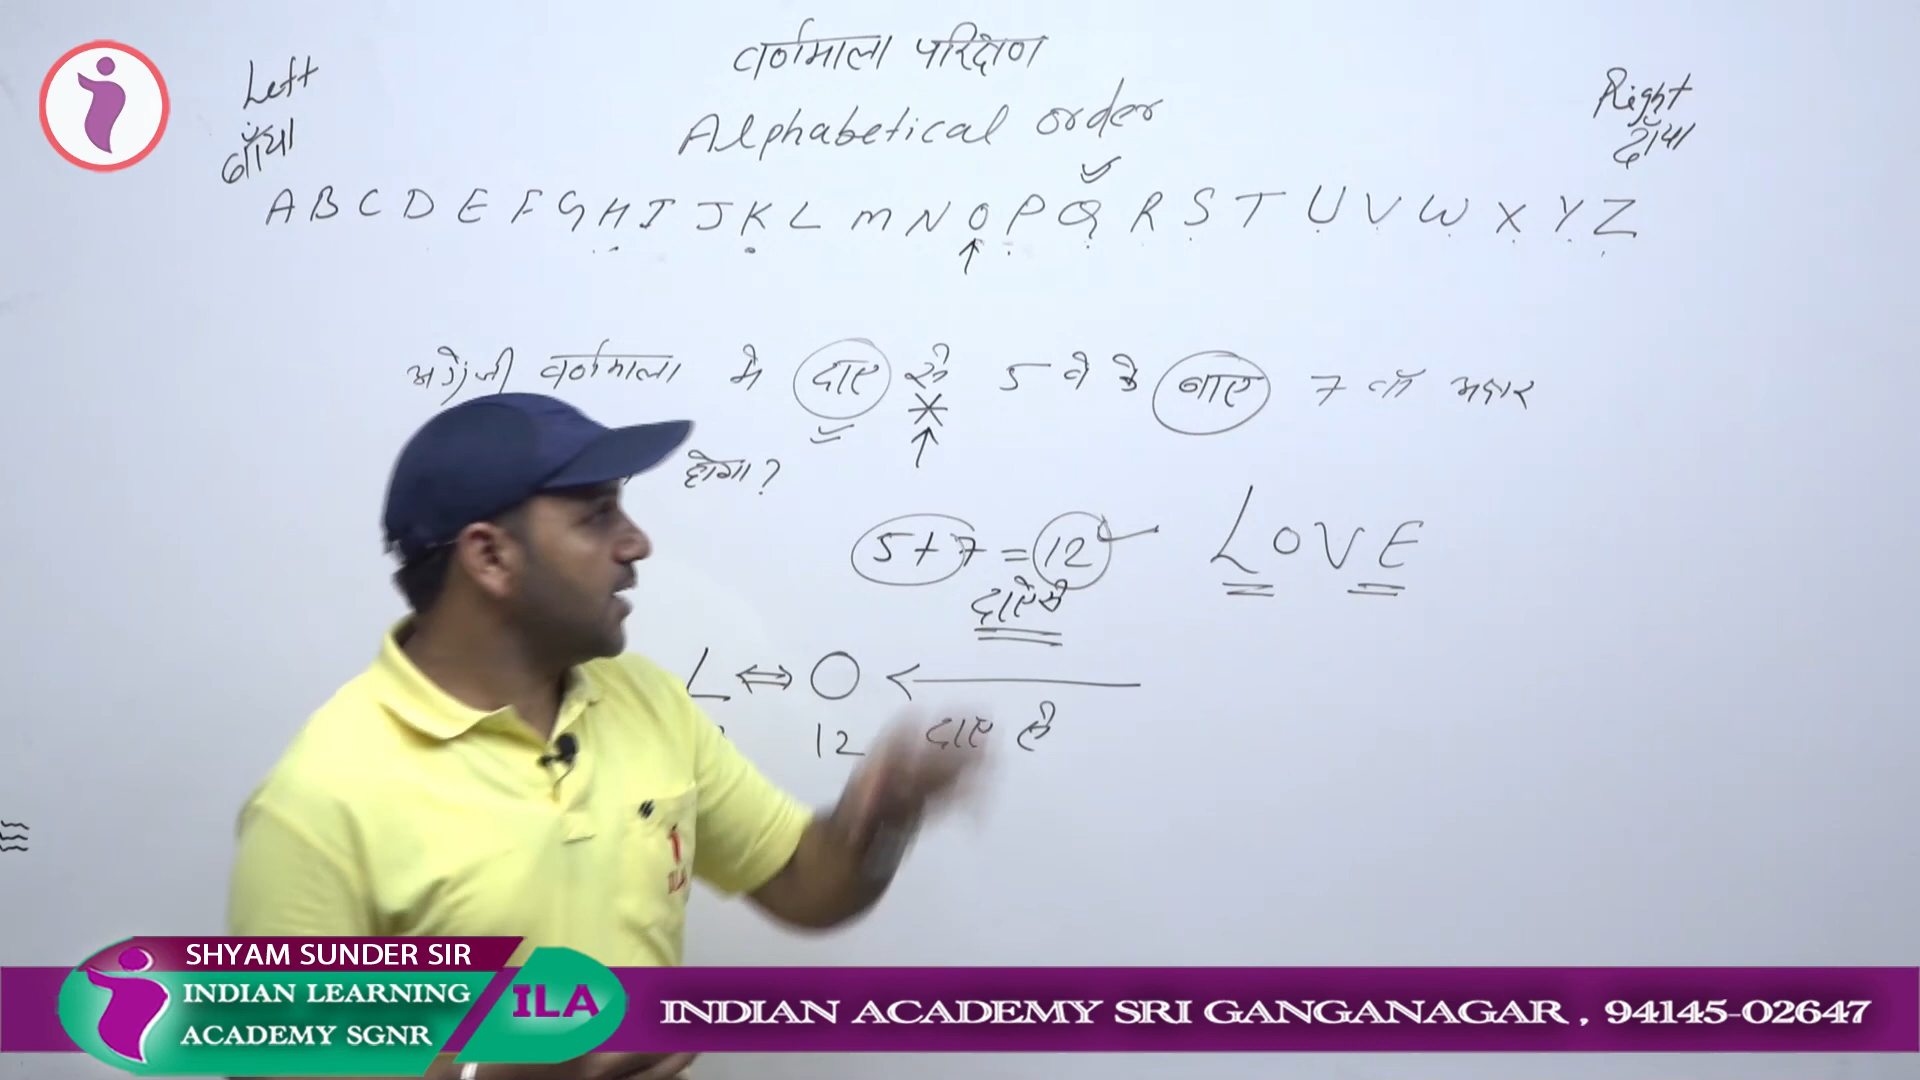 वर्णमाला परिक्षण
Alphabetical order
Left
बाँया
Right
दाँया
A B C D E F G H I J K L M N O P Q R S T U V W X Y Z
अंग्रेजी वर्णमाला में दाए से 5 वे के बाए 7 वॉ अक्षर
होगा?
5+7=12
दाऐसे
LOVE
L ⇔ O ←
12 दाए से
SHYAM SUNDER SIR
INDIAN LEARNING
ACADEMY SGNR
ILA
INDIAN ACADEMY SRI GANGANAGAR , 94145-02647